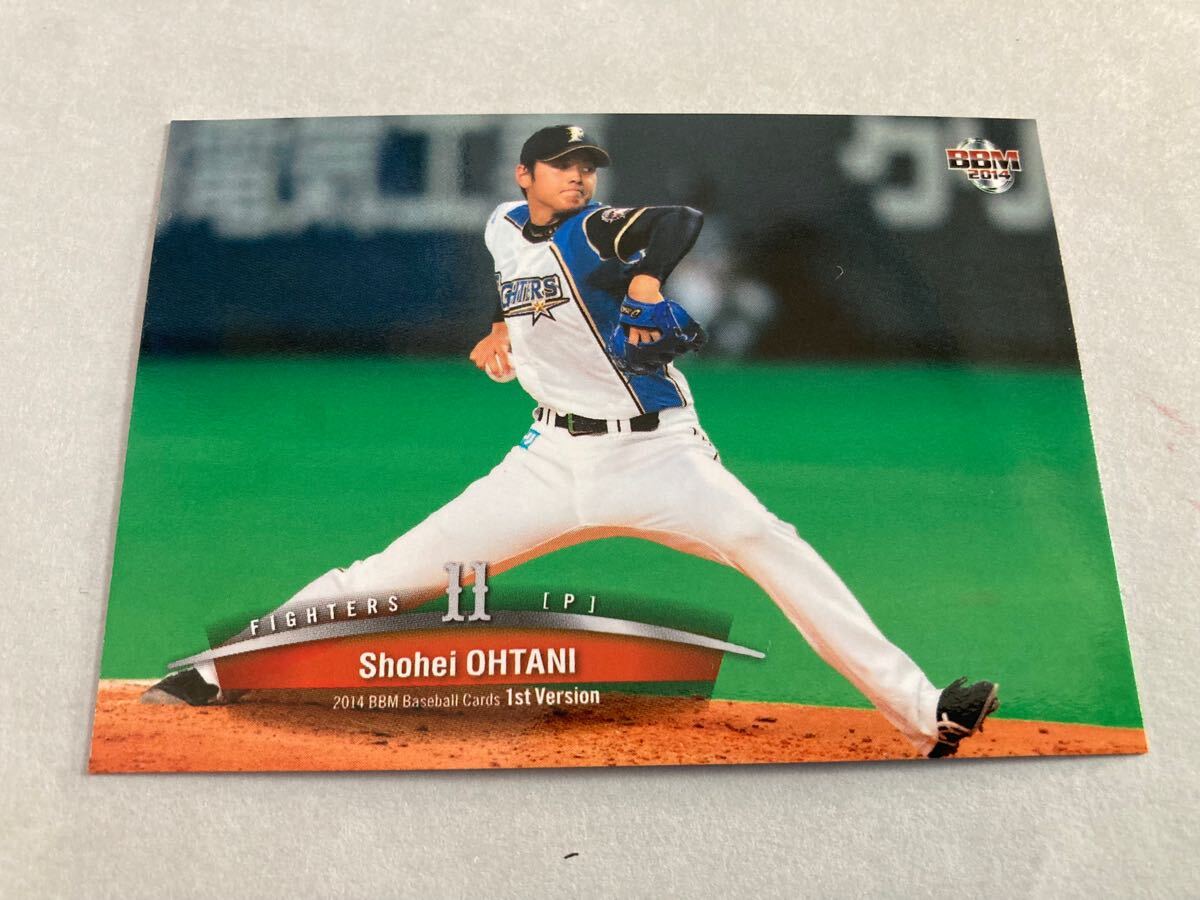 BBM
2014
F
FIGHTERS
FIGHTERS 11 [P]
Shohei OHTANI
2014 BBM Baseball Cards 1st Version